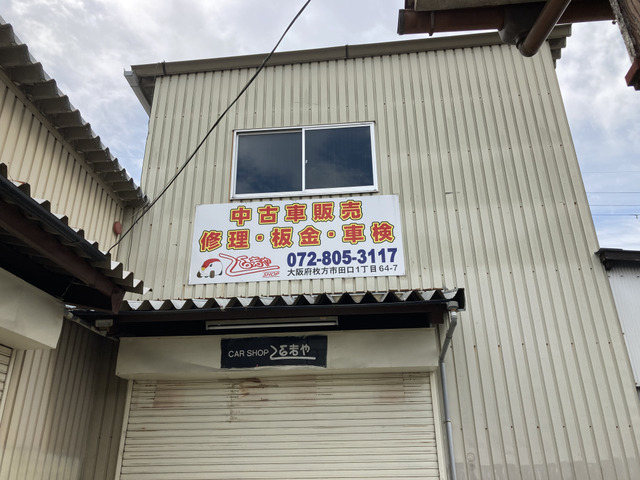 中古車販売
修理・板金・車検
くるまや
SHOP
072-805-3117
大阪府枚方市田口1丁目64-7
CAR SHOP くるまや